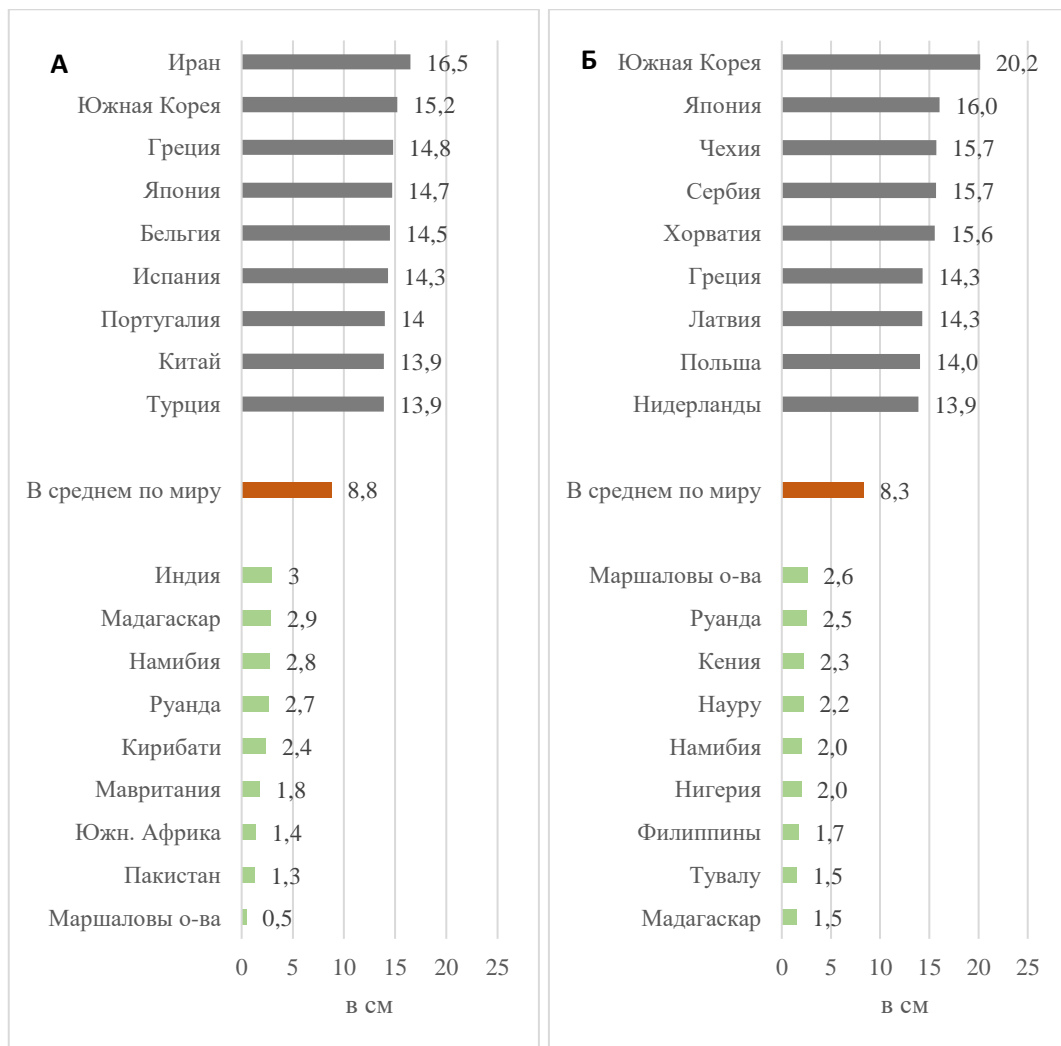 А
Иран 16,5
Южная Корея 15,2
Греция 14,8
Япония 14,7
Бельгия 14,5
Испания 14,3
Португалия 14
Китай 13,9
Турция 13,9
В среднем по миру 8,8
Индия 3
Мадагаскар 2,9
Намибия 2,8
Руанда 2,7
Кирибати 2,4
Мавритания 1,8
Южн. Африка 1,4
Пакистан 1,3
Маршаловы о-ва 0,5
0 5 10 15 20 25
в см
Б
Южная Корея 20,2
Япония 16,0
Чехия 15,7
Сербия 15,7
Хорватия 15,6
Греция 14,3
Латвия 14,3
Польша 14,0
Нидерланды 13,9
В среднем по миру 8,3
Маршаловы о-ва 2,6
Руанда 2,5
Кения 2,3
Науру 2,2
Намибия 2,0
Нигерия 2,0
Филиппины 1,7
Тувалу 1,5
Мадагаскар 1,5
0 5 10 15 20 25
в см